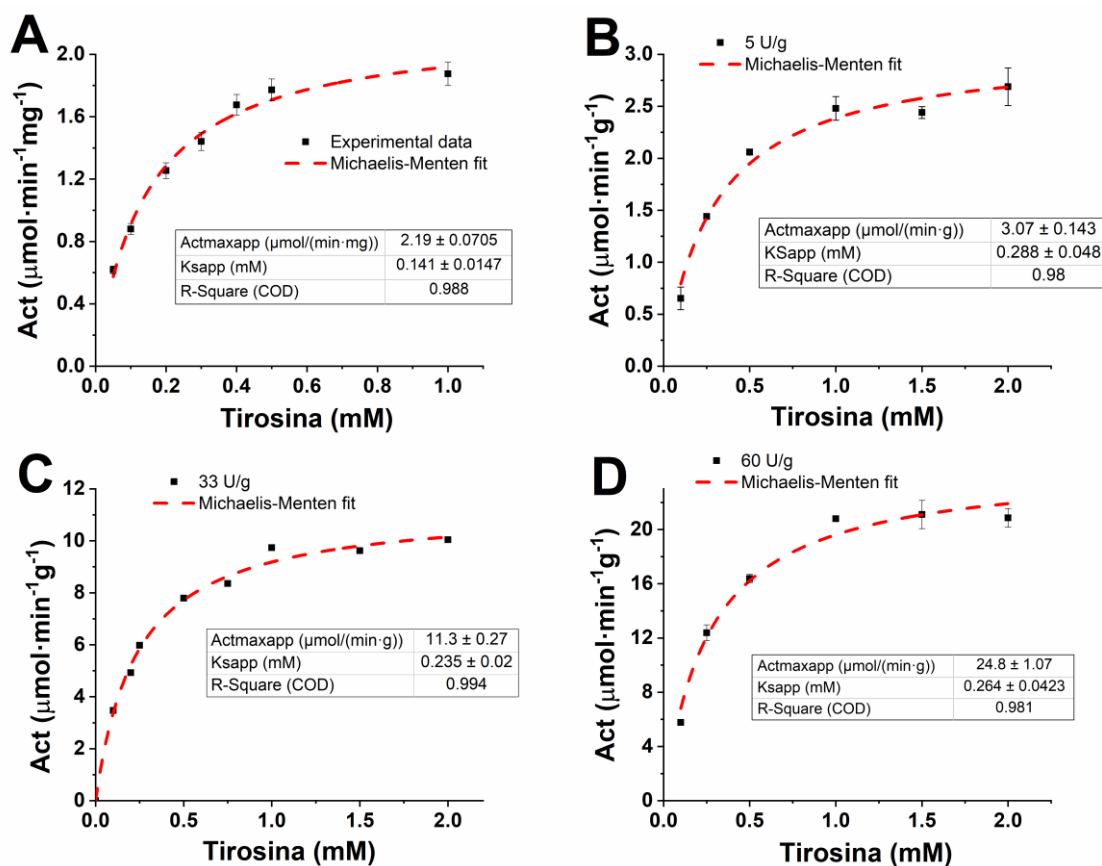 A
2.0
1.6
1.2
0.8
0.4
0.0
Act (μmol·min⁻¹mg⁻¹)
Experimental data
Michaelis-Menten fit
Actmaxapp (μmol/(min·mg)) 2.19 ± 0.0705
Ksapp (mM) 0.141 ± 0.0147
R-Square (COD) 0.988
0.0 0.2 0.4 0.6 0.8 1.0
Tirosina (mM)
B
5 U/g
Michaelis-Menten fit
3.0
2.5
2.0
1.5
1.0
0.5
0.0
Act (μmol·min⁻¹g⁻¹)
Actmaxapp (μmol/(min·g)) 3.07 ± 0.143
KSapp (mM) 0.288 ± 0.048
R-Square (COD) 0.98
0.0 0.5 1.0 1.5 2.0
Tirosina (mM)
C
33 U/g
Michaelis-Menten fit
12
10
8
6
4
2
0
Act (μmol·min⁻¹g⁻¹)
Actmaxapp (μmol/(min·g)) 11.3 ± 0.27
Ksapp (mM) 0.235 ± 0.02
R-Square (COD) 0.994
0.0 0.5 1.0 1.5 2.0
Tirosina (mM)
D
60 U/g
Michaelis-Menten fit
20
16
12
8
4
0
Act (μmol·min⁻¹g⁻¹)
Actmaxapp (μmol/(min·g)) 24.8 ± 1.07
Ksapp (mM) 0.264 ± 0.0423
R-Square (COD) 0.981
0.0 0.5 1.0 1.5 2.0
Tirosina (mM)